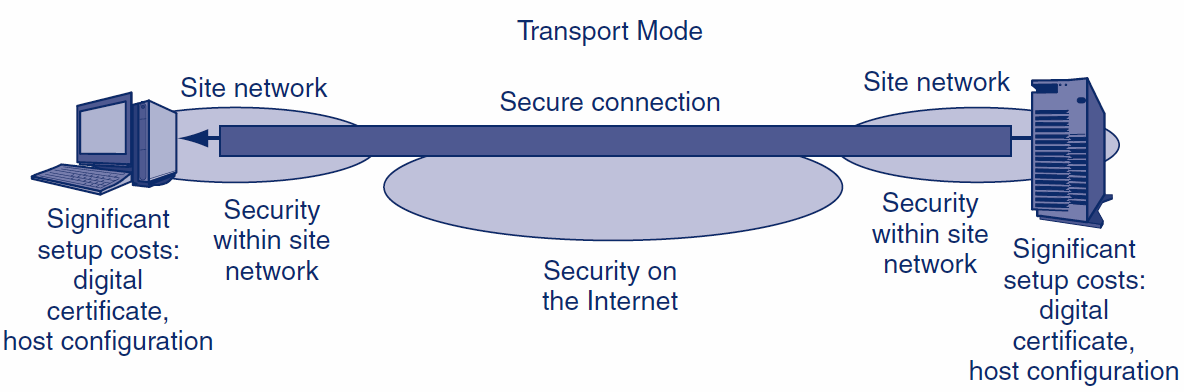 Transport Mode
Site network
Secure connection
Site network
Significant
setup costs:
digital
certificate,
host configuration
Security
within site
network
Security on
the Internet
Security
within site
network
Significant
setup costs:
digital
certificate,
host configuration